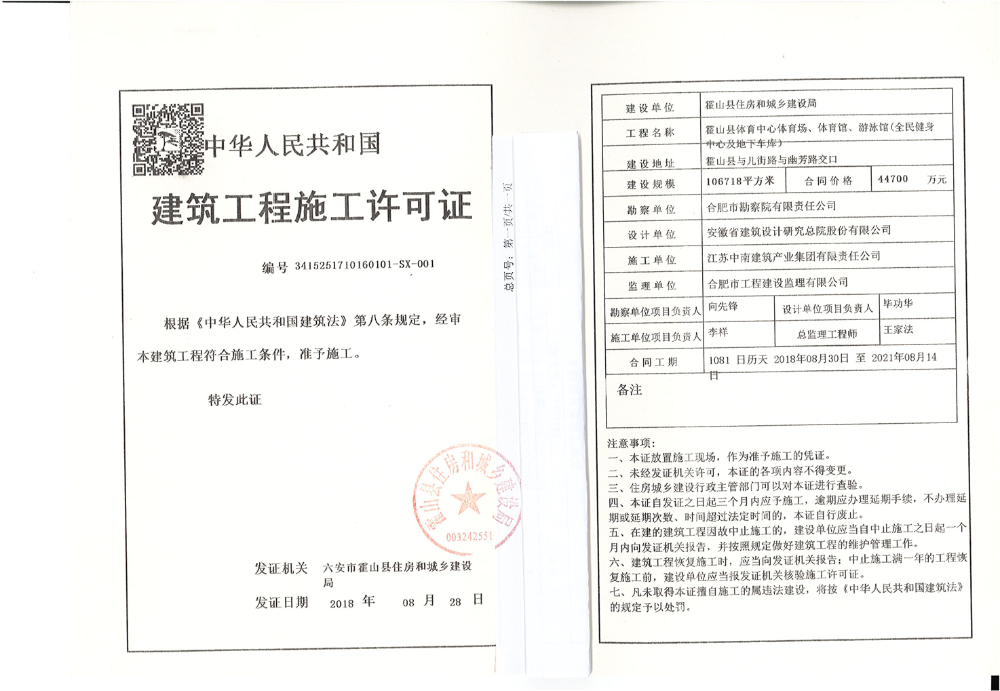 中华人民共和国
建筑工程施工许可证
编号 3415251710160101-SX-001
根据《中华人民共和国建筑法》第八条规定，经审
本建筑工程符合施工条件，准予施工。
特发此证
霍山县住房和城乡建设局
003242551
发证机关 六安市霍山县住房和城乡建设
局
发证日期 2018 年 08 月 28 日
总页号：第一页/共一页
建设单位 霍山县住房和城乡建设局
工程名称 霍山县体育中心体育场、体育馆、游泳馆(全民健身
中心及地下车库)
建设地址 霍山县与儿街路与幽芳路交口
建设规模 106718平方米 合同价格 44700 万元
勘察单位 合肥市勘察院有限责任公司
设计单位 安徽省建筑设计研究总院股份有限公司
施工单位 江苏中南建筑产业集团有限责任公司
监理单位 合肥市工程建设监理有限公司
勘察单位项目负责人 向先锋 设计单位项目负责人 毕功华
施工单位项目负责人 李祥 总监理工程师 王家法
合同工期 1081 日历天 2018年08月30日 至 2021年08月14
日
备注
注意事项：
一、本证放置施工现场，作为准予施工的凭证。
二、未经发证机关许可，本证的各项内容不得变更。
三、住房城乡建设行政主管部门可以对本证进行查验。
四、本证自发证之日起三个月内应予施工，逾期应办理延期手续，不办理延
期或延期次数、时间超过法定时间的，本证自行废止。
五、在建的建筑工程因故中止施工的，建设单位应当自中止施工之日起一个
月内向发证机关报告，并按照规定做好建筑工程的维护管理工作。
六、建筑工程恢复施工时，应当向发证机关报告；中止施工满一年的工程恢
复施工前，建设单位应当报发证机关核验施工许可证。
七、凡未取得本证擅自施工的属违法建设，将按《中华人民共和国建筑法》
的规定予以处罚。